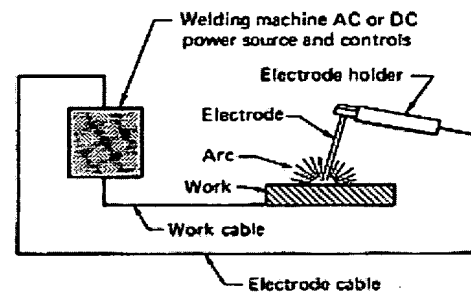 Welding machine AC or DC
power source and controls
Electrode holder
Electrode
Arc
Work
Work cable
Electrode cable